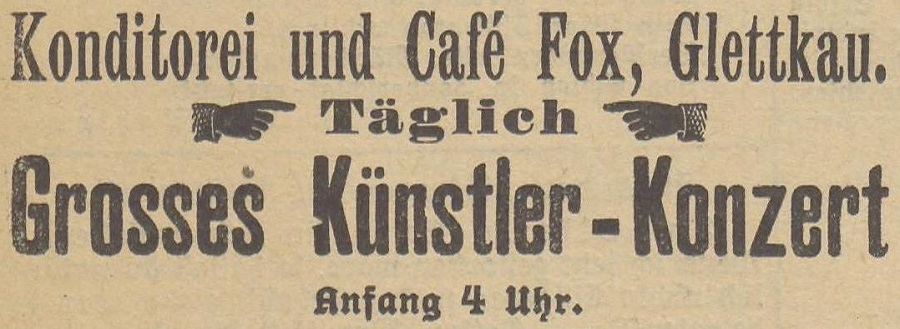 Konditorei und Café Fox, Glettkau.
Täglich
Grosses Künstler-Konzert
Anfang 4 Uhr.